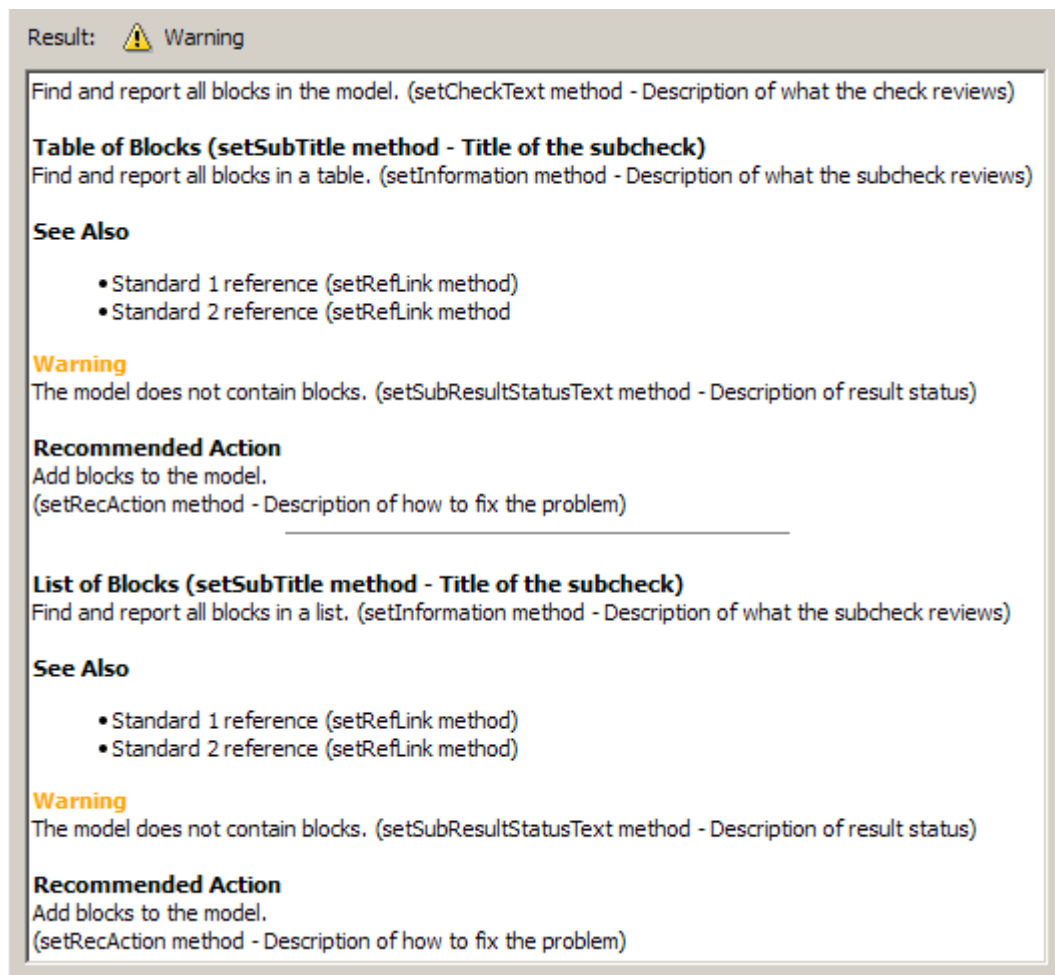 Result: Warning
Find and report all blocks in the model. (setCheckText method - Description of what the check reviews)
Table of Blocks (setSubTitle method - Title of the subcheck)
Find and report all blocks in a table. (setInformation method - Description of what the subcheck reviews)
See Also
• Standard 1 reference (setRefLink method)
• Standard 2 reference (setRefLink method
Warning
The model does not contain blocks. (setSubResultStatusText method - Description of result status)
Recommended Action
Add blocks to the model.
(setRecAction method - Description of how to fix the problem)
List of Blocks (setSubTitle method - Title of the subcheck)
Find and report all blocks in a list. (setInformation method - Description of what the subcheck reviews)
See Also
• Standard 1 reference (setRefLink method)
• Standard 2 reference (setRefLink method)
Warning
The model does not contain blocks. (setSubResultStatusText method - Description of result status)
Recommended Action
Add blocks to the model.
(setRecAction method - Description of how to fix the problem)